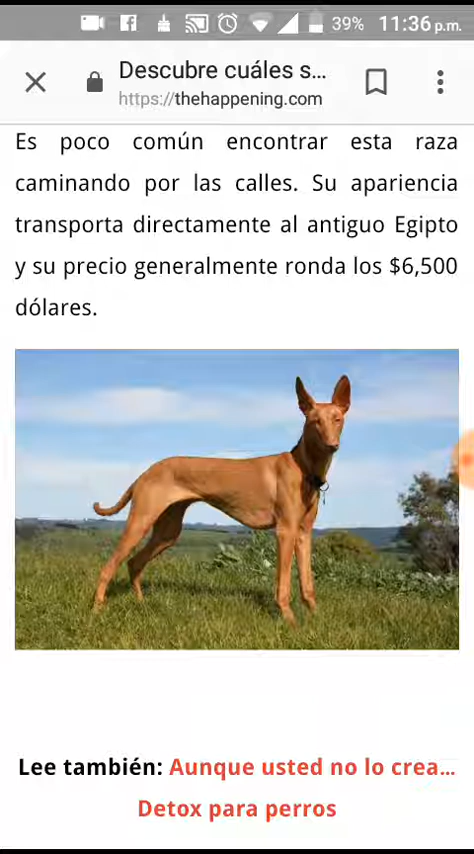 39% 11:36 p.m.
Descubre cuáles s...
https://thehappening.com
Es poco común encontrar esta raza
caminando por las calles. Su apariencia
transporta directamente al antiguo Egipto
y su precio generalmente ronda los $6,500
dólares.
Lee también: Aunque usted no lo crea...
Detox para perros